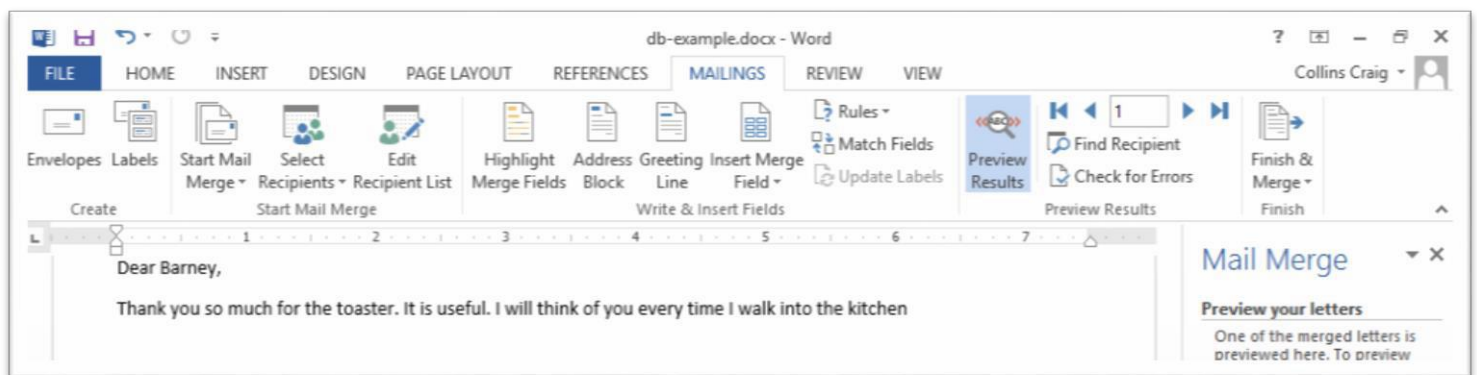 db-example.docx - Word
?
FILE HOME INSERT DESIGN PAGE LAYOUT REFERENCES MAILINGS REVIEW VIEW Collins Craig
Envelopes Labels Start Mail Merge Select Recipients Edit Recipient List Highlight Merge Fields Address Block Greeting Line Insert Merge Field Rules Match Fields Update Labels «ABC» Preview Results 1 Find Recipient Check for Errors Finish & Merge
Create Start Mail Merge Write & Insert Fields Preview Results Finish
1 2 3 4 5 6 7
Dear Barney,
Thank you so much for the toaster. It is useful. I will think of you every time I walk into the kitchen
Mail Merge
Preview your letters
One of the merged letters is
previewed here. To preview